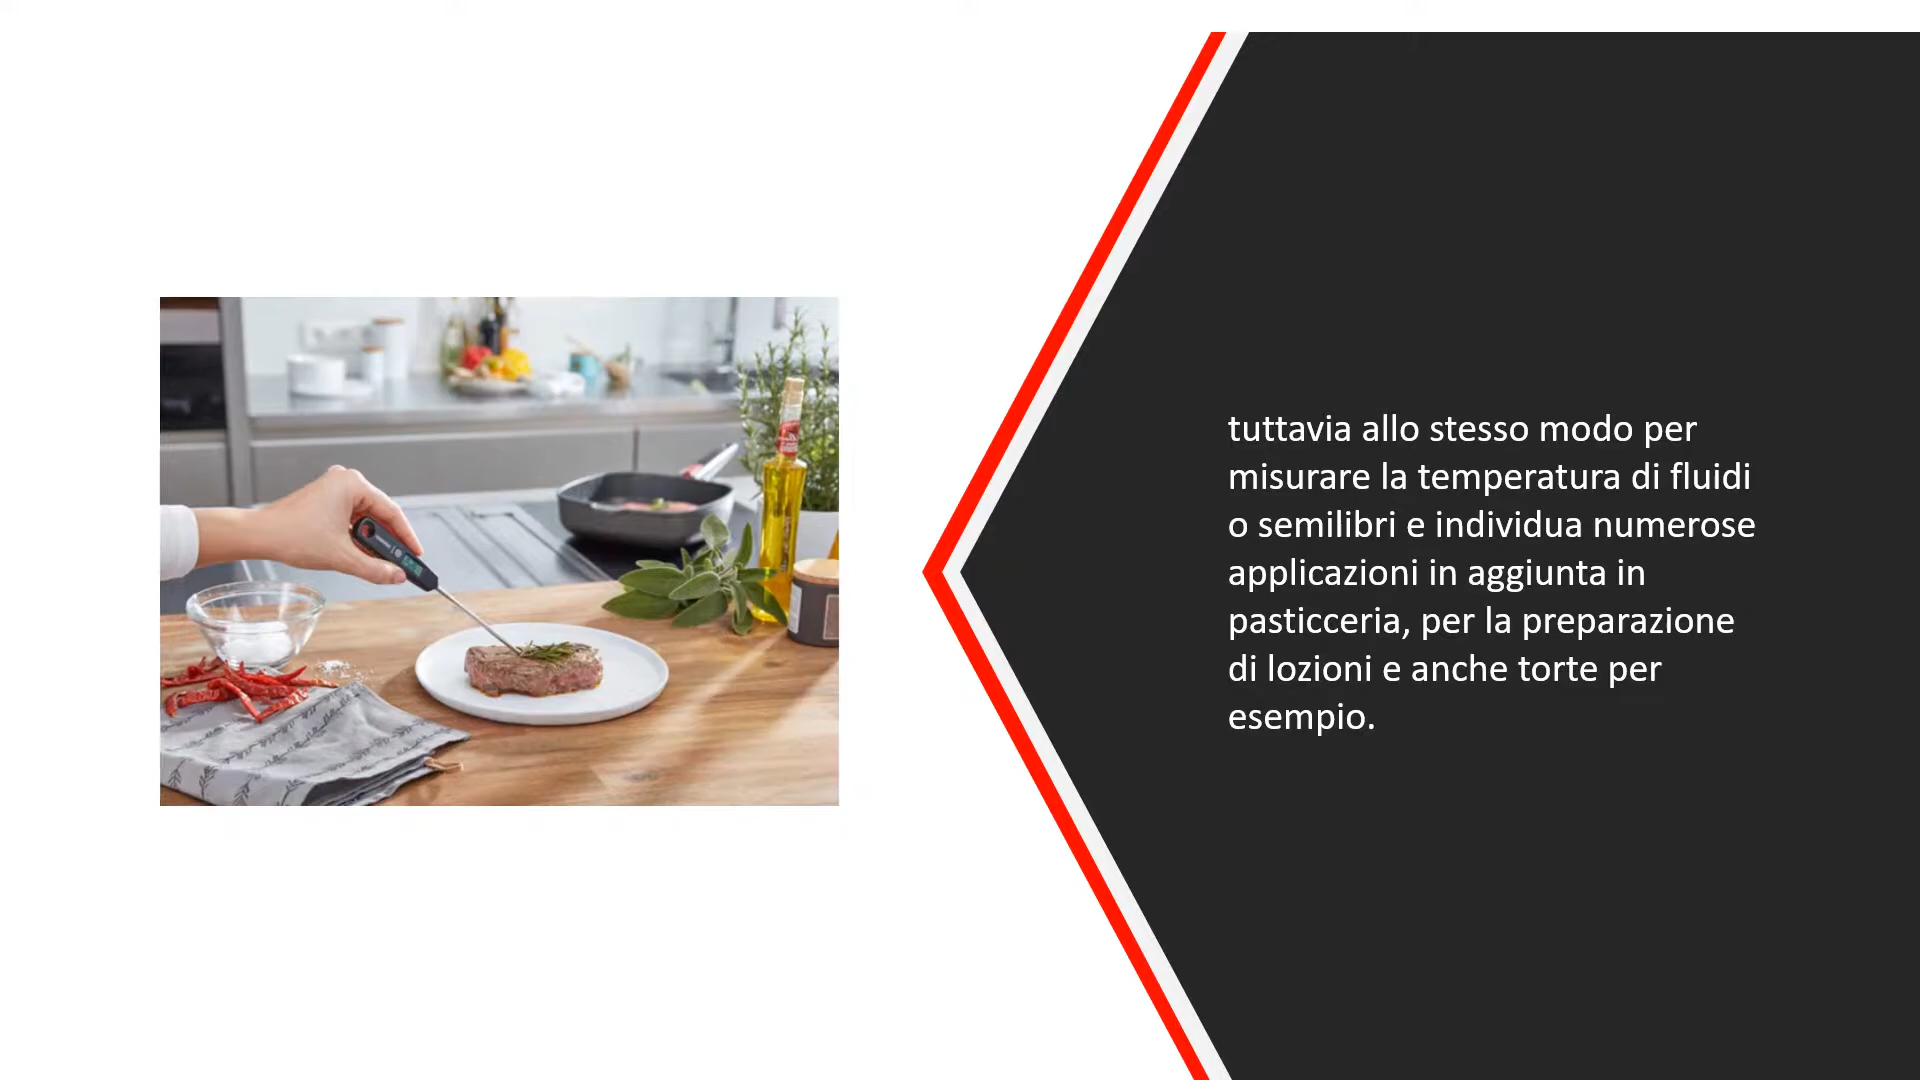 tuttavia allo stesso modo per
misurare la temperatura di fluidi
o semilibri e individua numerose
applicazioni in aggiunta in
pasticceria, per la preparazione
di lozioni e anche torte per
esempio.